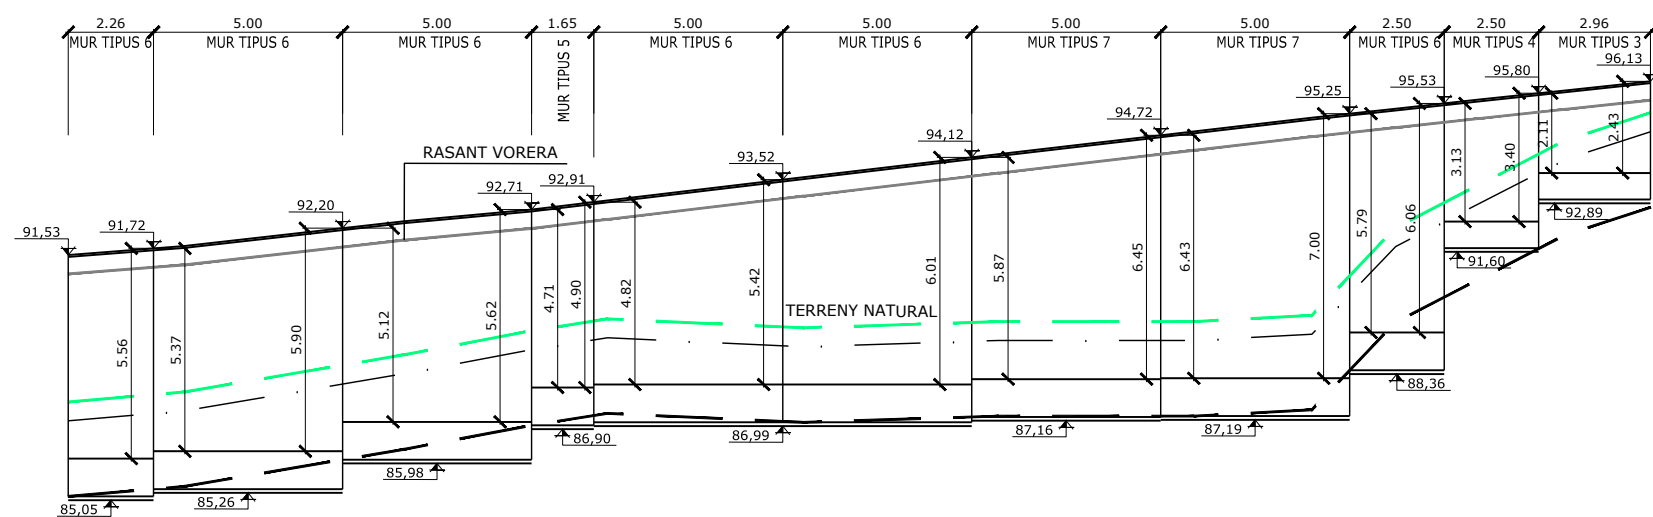 2.26 5.00 5.00 1.65 5.00 5.00 5.00 5.00 2.50 2.50 2.96
MUR TIPUS 6 MUR TIPUS 6 MUR TIPUS 6 MUR TIPUS 5 MUR TIPUS 6 MUR TIPUS 6 MUR TIPUS 7 MUR TIPUS 7 MUR TIPUS 6 MUR TIPUS 4 MUR TIPUS 3
91,53 91,72 92,20 92,71 92,91 93,52 94,12 94,72 95,25 95,53 95,80 96,13
RASANT VORERA
5.56 5.37 5.90 5.12 5.62 4.71 4.90 4.82 5.42 6.01 5.87 6.45 6.43 7.00 5.79 6.06 3.13 3.40 2.11 2.43
TERRENY NATURAL
85,05 85,26 85,98 86,90 86,99 87,16 87,19 88,36 91,60 92,89